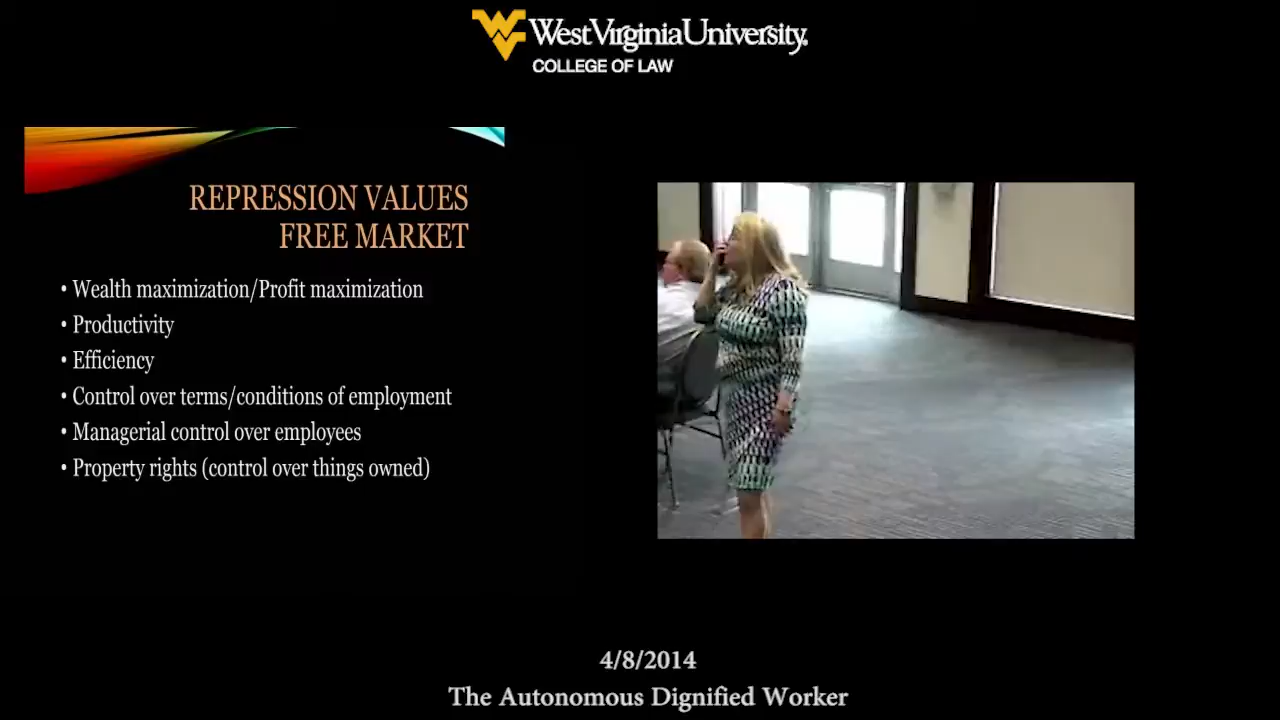 WestVirginiaUniversity.
COLLEGE OF LAW
REPRESSION VALUES
FREE MARKET
• Wealth maximization/Profit maximization
• Productivity
• Efficiency
• Control over terms/conditions of employment
• Managerial control over employees
• Property rights (control over things owned)
4/8/2014
The Autonomous Dignified Worker